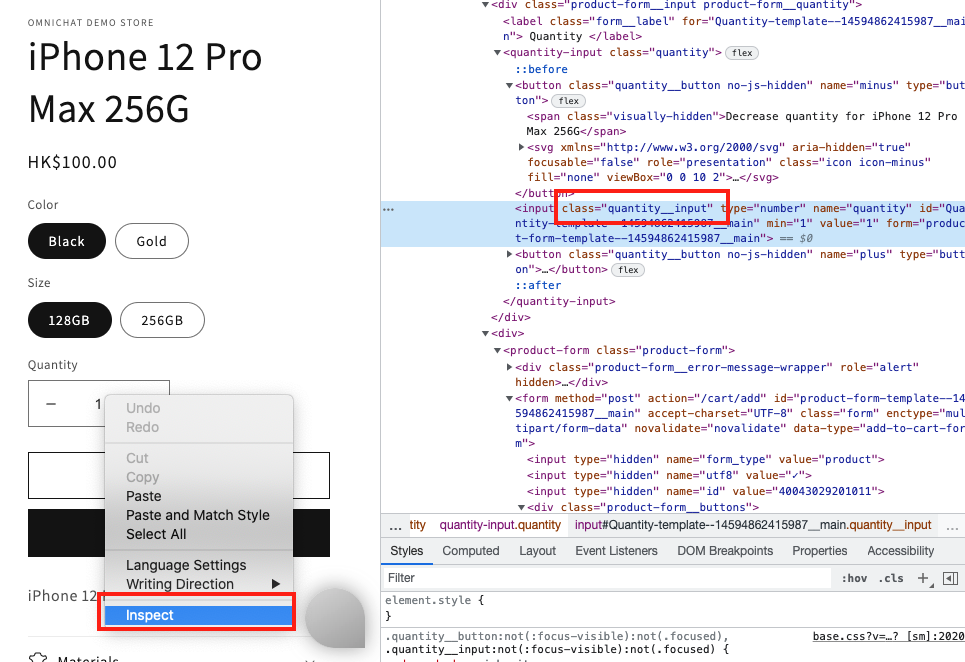 OMNICHAT DEMO STORE
iPhone 12 Pro
Max 256G
HK$100.00
Color
Black
Gold
Size
128GB
256GB
Quantity
1
Undo
Redo
Cut
Copy
Paste
Paste and Match Style
Select All
Language Settings
Writing Direction
Inspect
iPhone 12
Materials
<div class="product-form__input product-form__quantity">
<label class="form__label" for="Quantity-template--14594862415987__mai
n"> Quantity </label>
<quantity-input class="quantity"> flex
::before
<button class="quantity__button no-js-hidden" name="minus" type="but
ton"> flex
<span class="visually-hidden">Decrease quantity for iPhone 12 Pro
Max 256G</span>
<svg xmlns="http://www.w3.org/2000/svg" aria-hidden="true"
focusable="false" role="presentation" class="icon icon-minus"
fill="none" viewBox="0 0 10 2">…</svg>
</button>
<input class="quantity__input" type="number" name="quantity" id="Qua
ntity-template--14594862415987__main" min="1" value="1" form="produc
t-form-template--14594862415987__main"> == $0
<button class="quantity__button no-js-hidden" name="plus" type="butt
on">…</button> flex
::after
</quantity-input>
</div>
<div>
<product-form class="product-form">
<div class="product-form__error-message-wrapper" role="alert"
hidden>…</div>
<form method="post" action="/cart/add" id="product-form-template--14
594862415987__main" accept-charset="UTF-8" class="form" enctype="mul
tipart/form-data" novalidate="novalidate" data-type="add-to-cart-for
m">
<input type="hidden" name="form_type" value="product">
<input type="hidden" name="utf8" value="✓">
<input type="hidden" name="id" value="40043029201011">
<div class="product-form__buttons">
… tity quantity-input.quantity input#Quantity-template--14594862415987__main.quantity__input …
Styles Computed Layout Event Listeners DOM Breakpoints Properties Accessibility
Filter :hov .cls +
element.style {
}
.quantity__button:not(:focus-visible):not(.focused), base.css?v=…? [sm]:2020
.quantity__input:not(:focus-visible):not(.focused) {